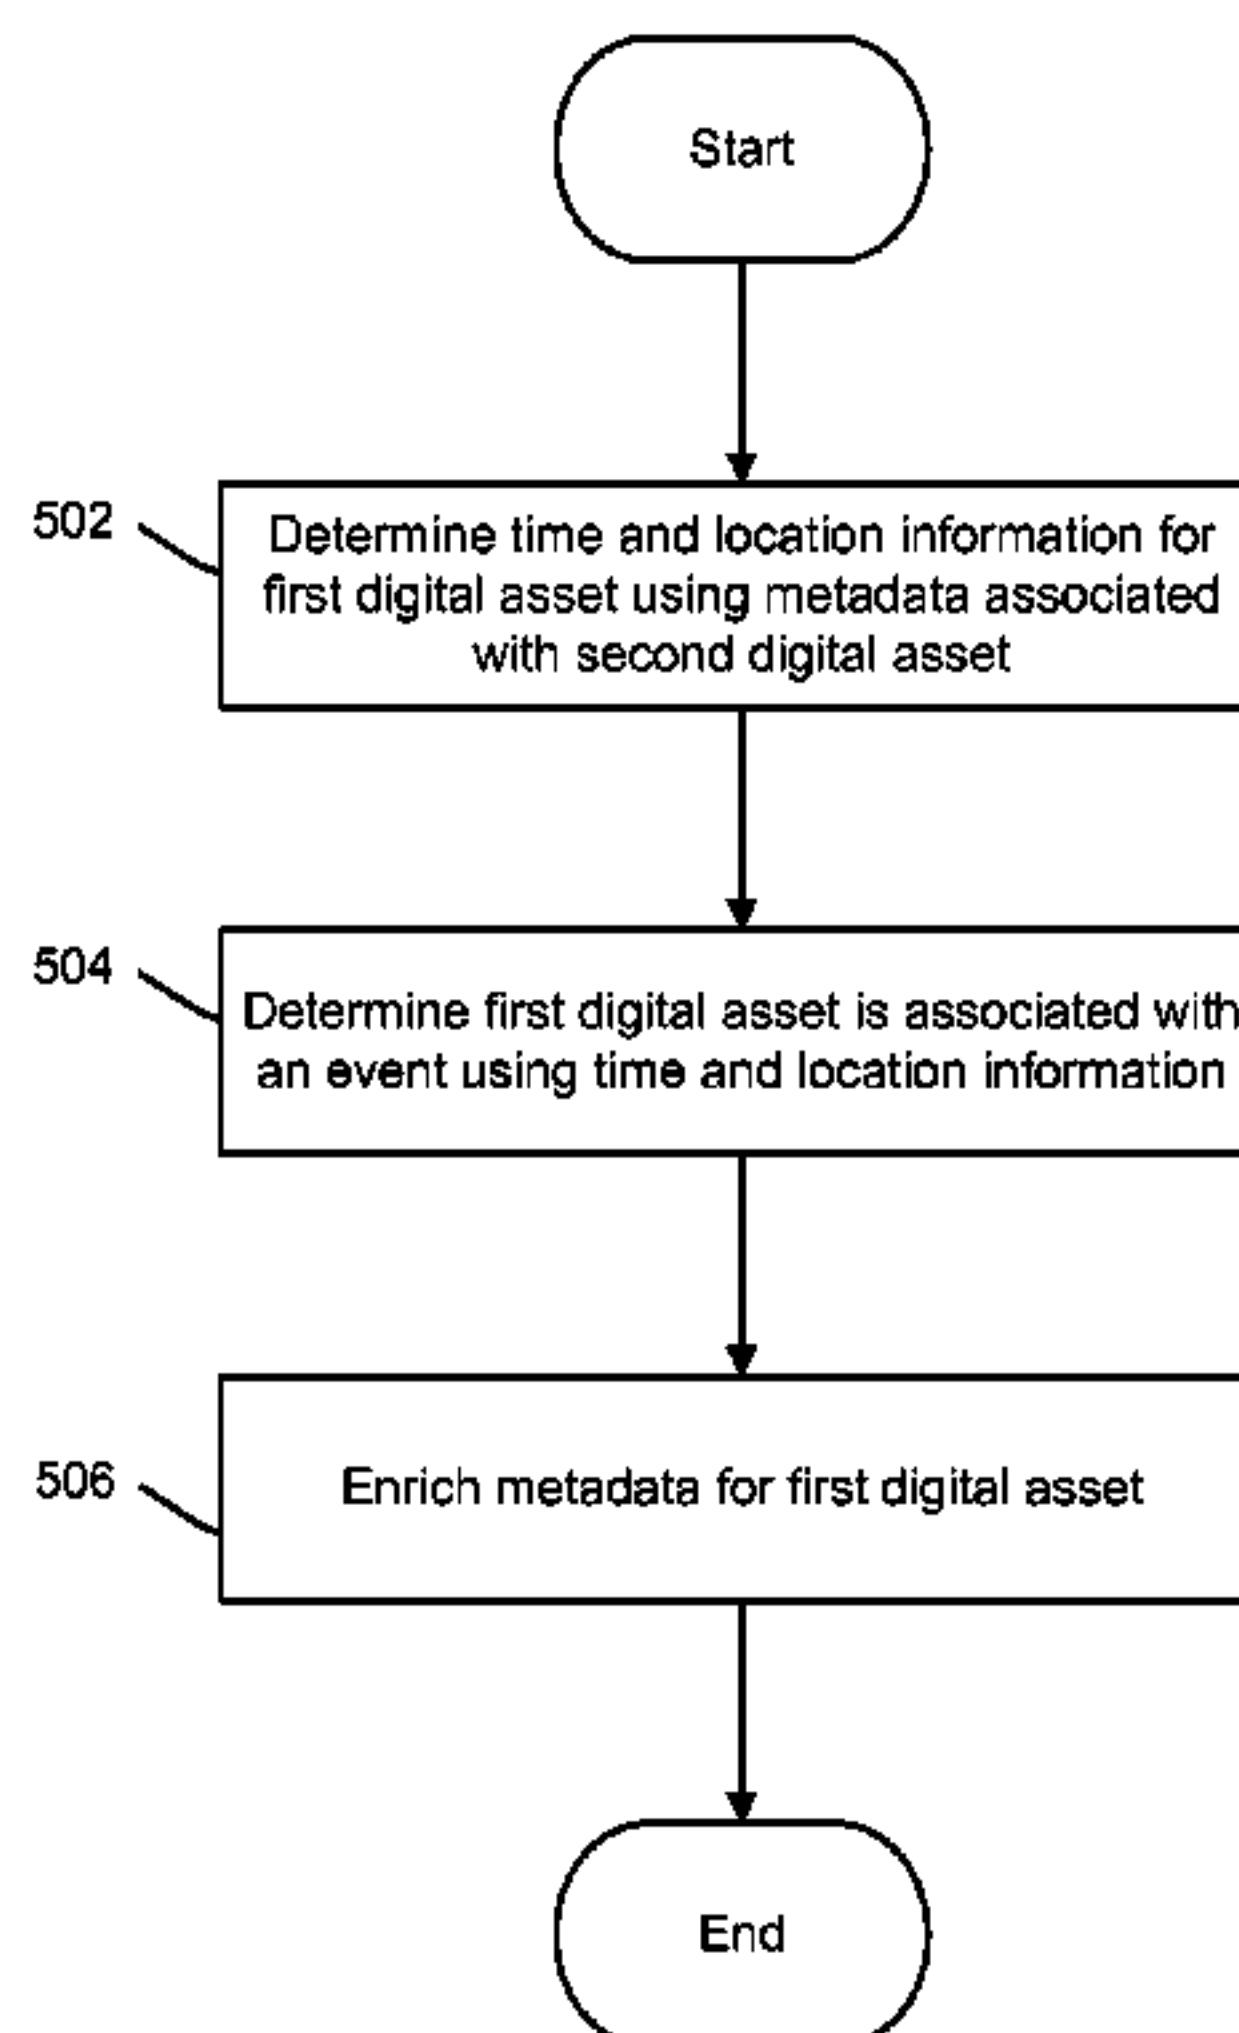 Start
502
Determine time and location information for
first digital asset using metadata associated
with second digital asset
504
Determine first digital asset is associated with
an event using time and location information
506
Enrich metadata for first digital asset
End